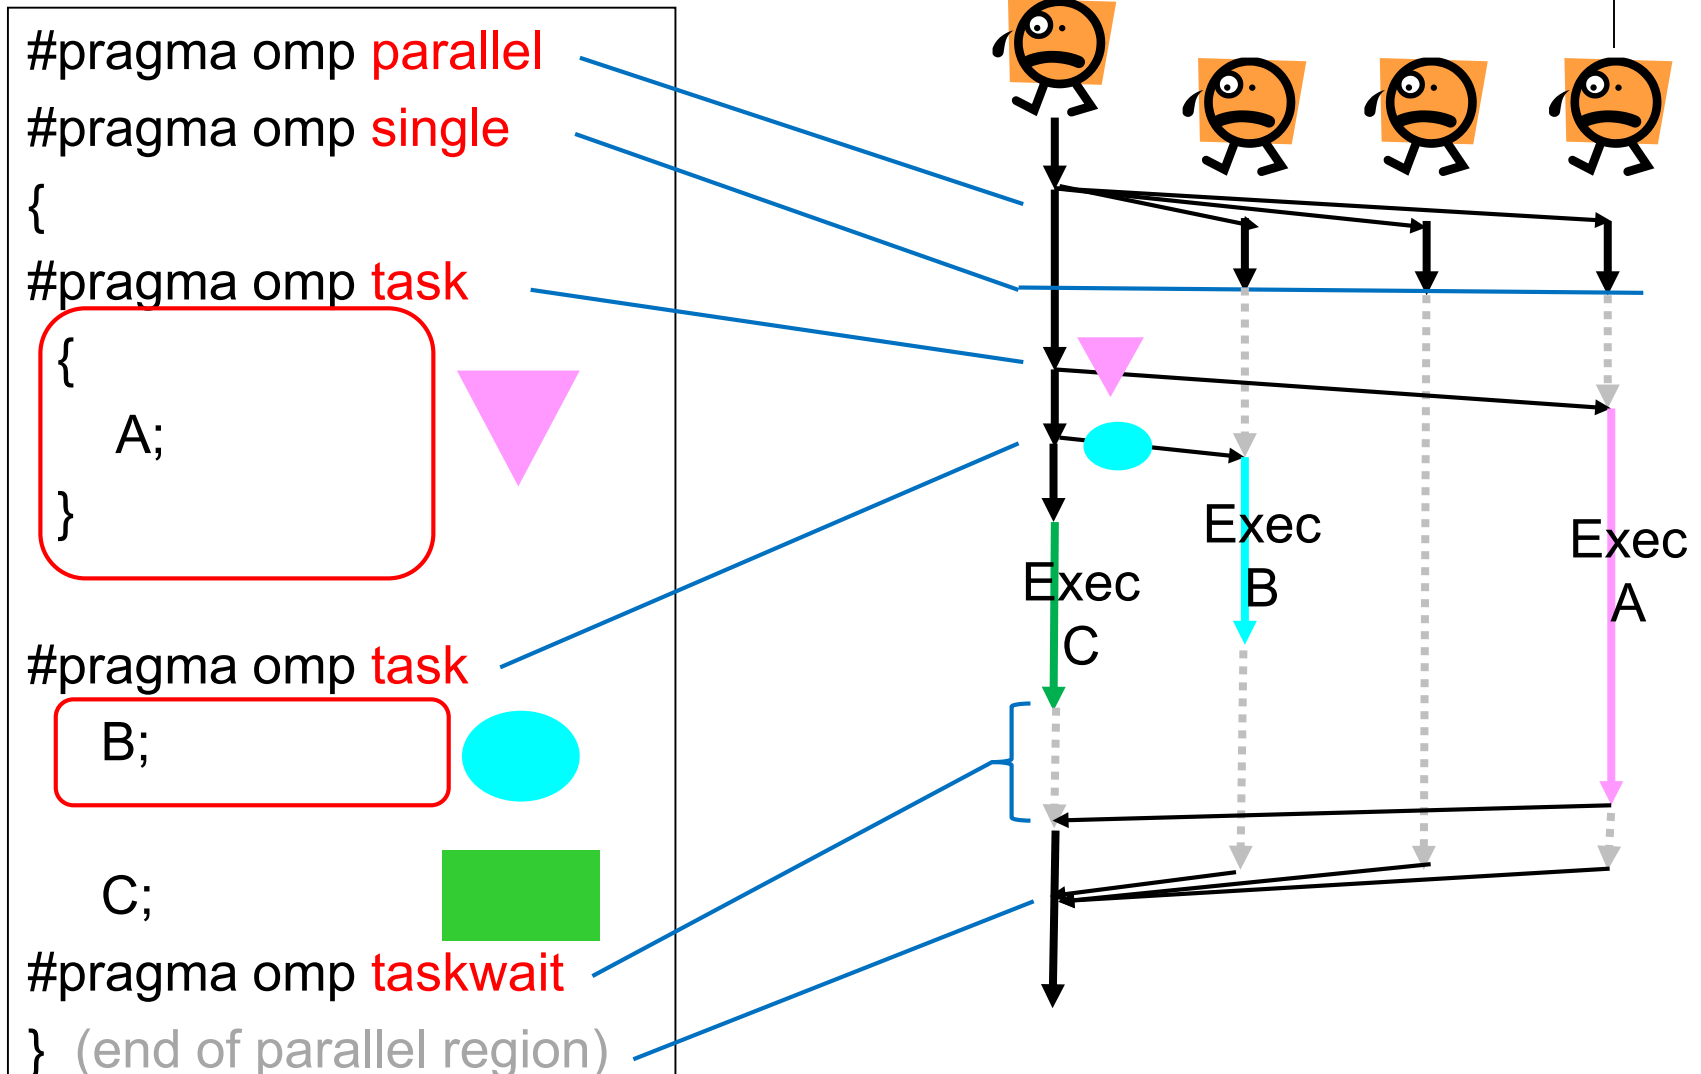 #pragma omp parallel
#pragma omp single
{
#pragma omp task
{
A;
}
#pragma omp task
B;
C;
#pragma omp taskwait
} (end of parallel region)
Exec
C
Exec
B
Exec
A